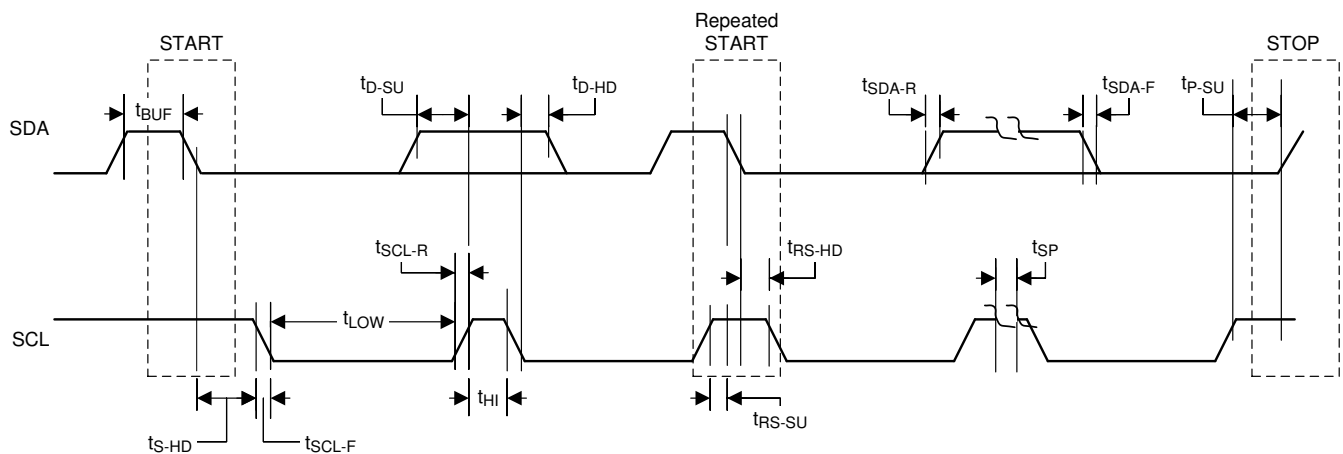 Repeated
START
START
STOP
tD-SU
tD-HD
tSDA-R
tSDA-F
tP-SU
tBUF
SDA
tSCL-R
tRS-HD
tSP
tLOW
SCL
tHI
tRS-SU
tS-HD
tSCL-F